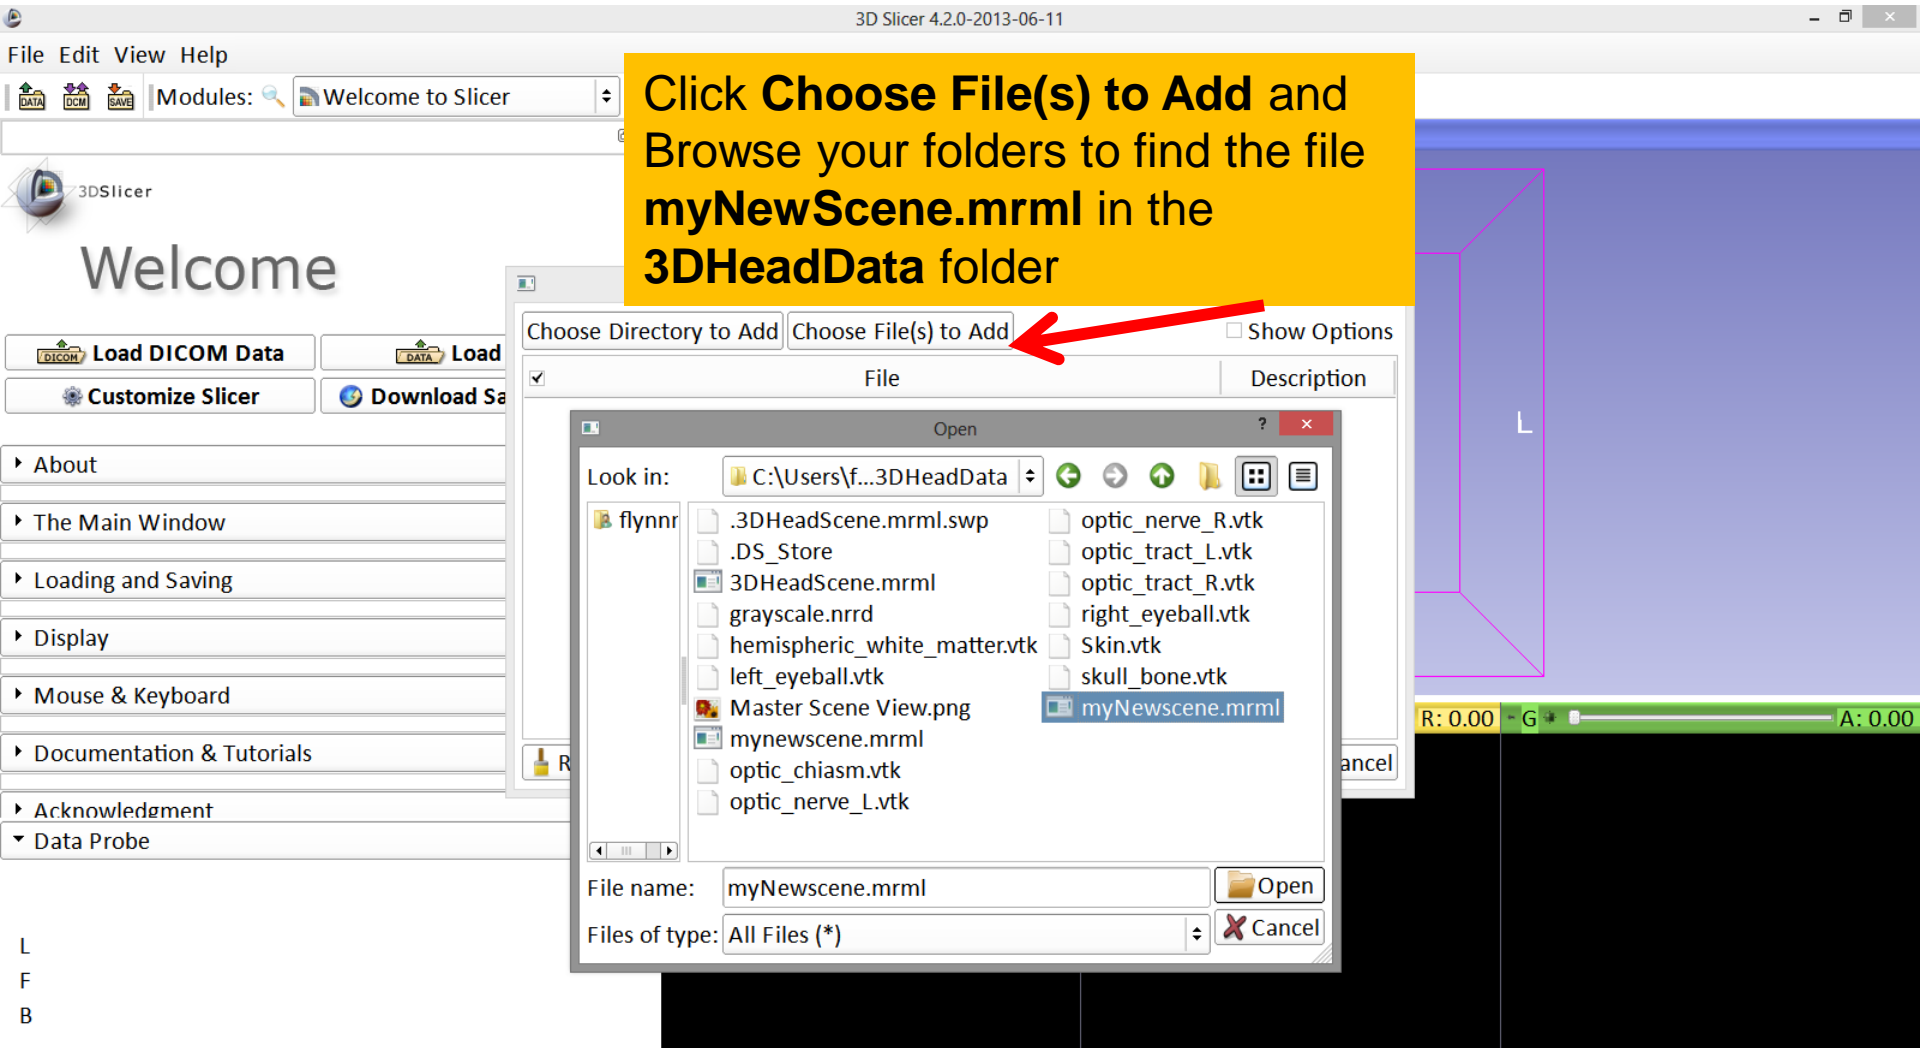 3D Slicer 4.2.0-2013-06-11
File Edit View Help
DATA DCM SAVE Modules: Welcome to Slicer
Click Choose File(s) to Add and
Browse your folders to find the file
myNewScene.mrml in the
3DHeadData folder
3DSlicer
Welcome
Choose Directory to Add Choose File(s) to Add Show Options
DICOM Load DICOM Data DATA Load
File Description
Customize Slicer Download Sa
L
Open ?
About
Look in: C:\Users\f...3DHeadData
The Main Window
flynnr
.3DHeadScene.mrml.swp optic_nerve_R.vtk
.DS_Store optic_tract_L.vtk
3DHeadScene.mrml optic_tract_R.vtk
grayscale.nrrd right_eyeball.vtk
hemispheric_white_matter.vtk Skin.vtk
left_eyeball.vtk skull_bone.vtk
Master Scene View.png myNewscene.mrml
mynewscene.mrml
optic_chiasm.vtk
optic_nerve_L.vtk
Loading and Saving
Display
Mouse & Keyboard
R: 0.00 - G A: 0.00
Documentation & Tutorials
R ancel
Acknowledgment
Data Probe
File name: myNewscene.mrml Open
Files of type: All Files (*) Cancel
L
F
B